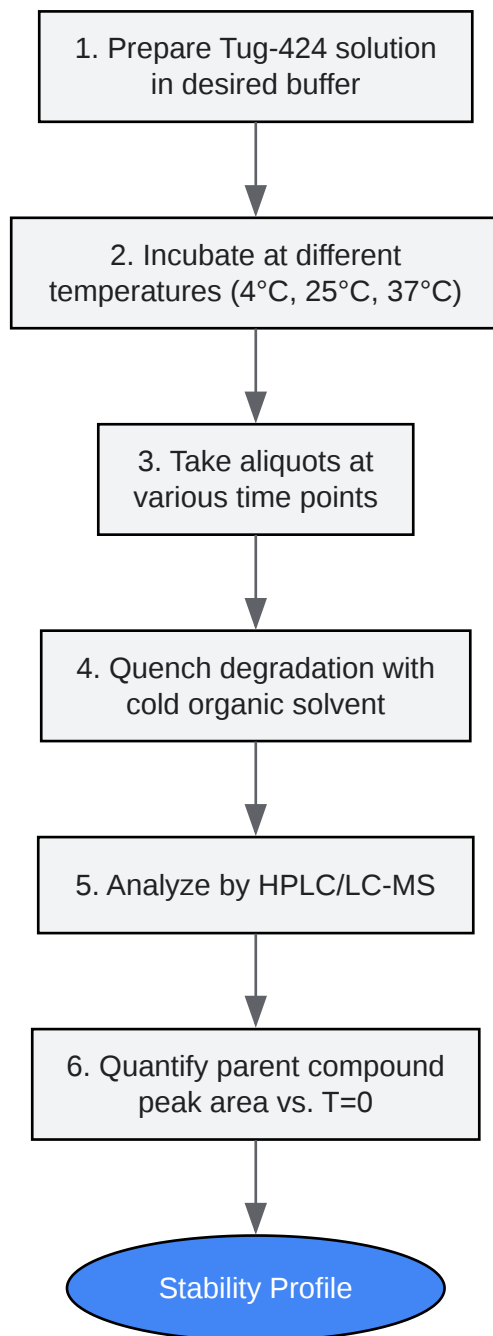 1. Prepare Tug-424 solution
in desired buffer
2. Incubate at different
temperatures (4°C, 25°C, 37°C)
3. Take aliquots at
various time points
4. Quench degradation with
cold organic solvent
5. Analyze by HPLC/LC-MS
6. Quantify parent compound
peak area vs. T=0
Stability Profile